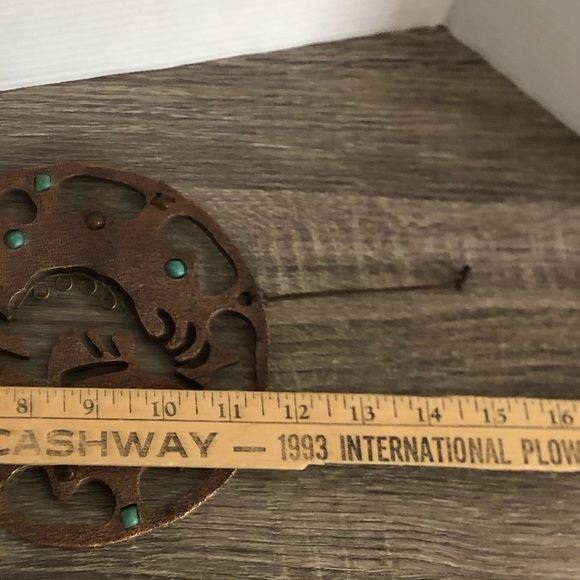 8 9 10 11 12 13 14 15 16
CASHWAY — 1993 INTERNATIONAL PLOW